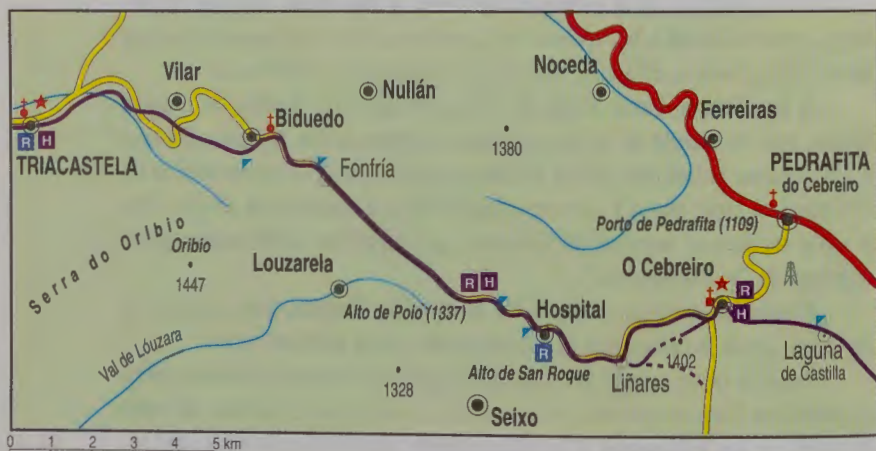 Vilar
Nullán
Noceda
Biduedo
Ferreiras
R H
TRIACASTELA
Fonfría
1380
PEDRAFITA
do Cebreiro
Porto de Pedrafita (1109)
Serra do Oribio
Oribio
1447
Louzarela
O Cebreiro
R
H
R H
Alto de Poio (1337)
Hospital
R
Val de Lóuzara
Alto de San Roque
Liñares
1402
Laguna
de Castilla
1328
Seixo
0 1 2 3 4 5 km